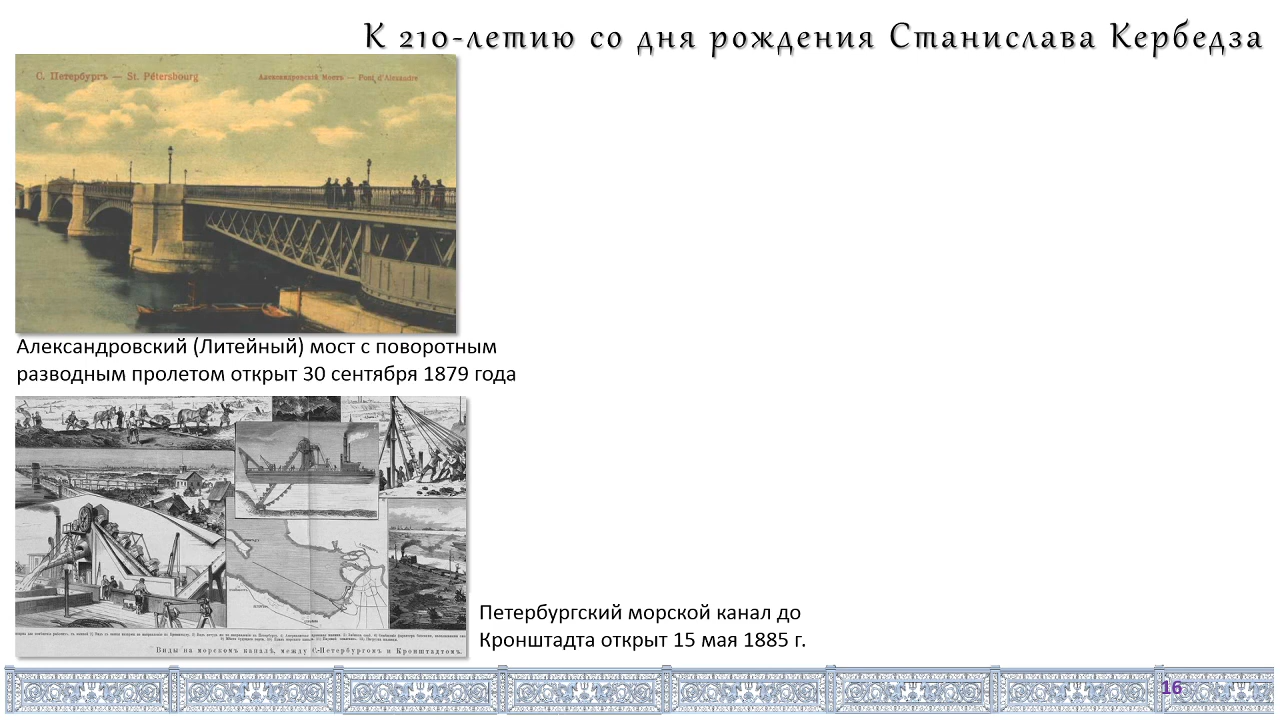 К 210-летию со дня рождения Станислава Кербедза
С. Петербургъ — St. Pétersbourg
Александровскій Мостъ — Pont d'Alexandre
Александровский (Литейный) мост с поворотным
разводным пролетом открыт 30 сентября 1879 года
Виды на морскомъ каналѣ, между С.-Петербургомъ и Кронштадтомъ.
Петербургский морской канал до
Кронштадта открыт 15 мая 1885 г.
16